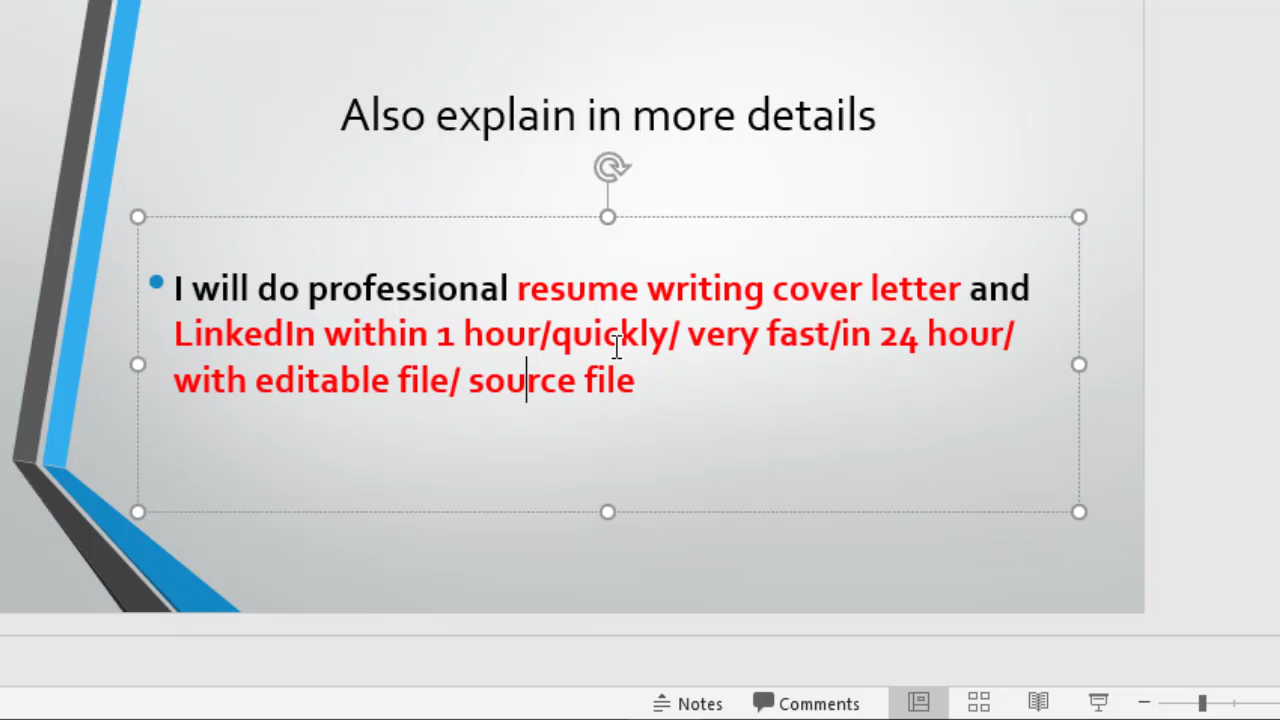 Also explain in more details
I will do professional resume writing cover letter and
LinkedIn within 1 hour/quickly/ very fast/in 24 hour/
with editable file/ source file
Notes
Comments